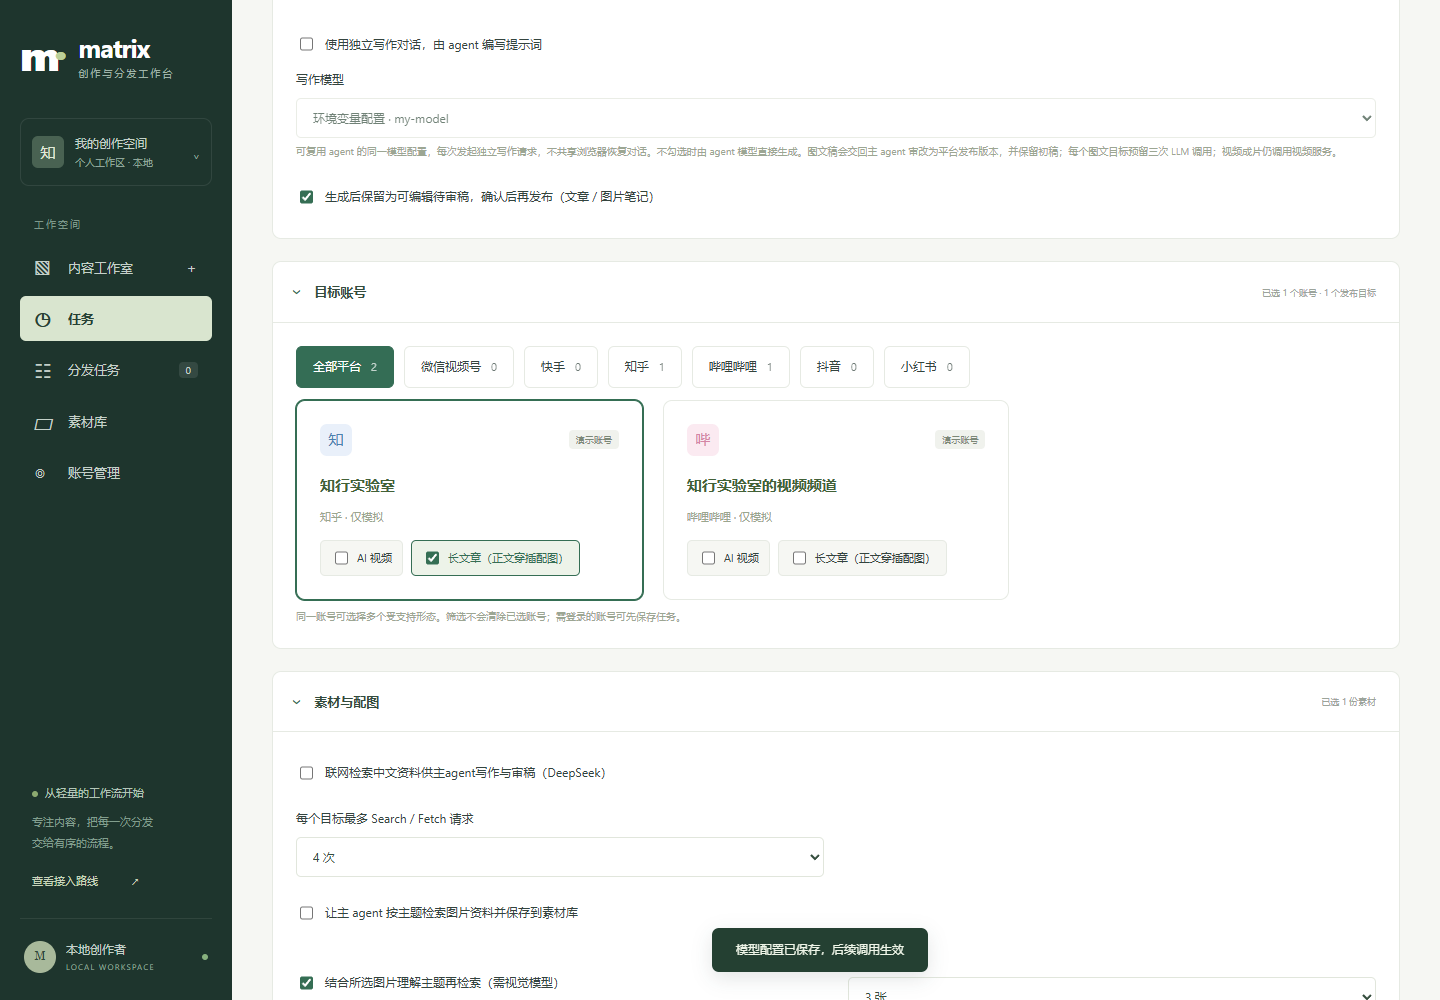 matrix
创作与分发工作台
知
我的创作空间
个人工作区 · 本地
工作空间
内容工作室 +
任务
分发任务 0
素材库
账号管理
从轻量的工作流开始
专注内容，把每一次分发
交给有序的流程。
查看接入路线 ↗
M
本地创作者
LOCAL WORKSPACE
使用独立写作对话，由 agent 编写提示词
写作模型
环境变量配置 · my-model
可复用 agent 的同一模型配置，每次发起独立写作请求，不共享浏览器恢复对话。不勾选时由 agent 模型直接生成。图文稿会交回主 agent 审改为平台发布版本，并保留初稿；每个图文目标预留三次 LLM 调用；视频成片仍调用视频服务。
生成后保留为可编辑待审稿，确认后再发布（文章 / 图片笔记）
目标账号
已选 1 个账号 · 1 个发布目标
全部平台 2
微信视频号 0
快手 0
知乎 1
哔哩哔哩 1
抖音 0
小红书 0
知
演示账号
知行实验室
知乎 · 仅模拟
AI 视频
长文章（正文穿插配图）
哔
演示账号
知行实验室的视频频道
哔哩哔哩 · 仅模拟
AI 视频
长文章（正文穿插配图）
同一账号可选择多个受支持形态。筛选不会清除已选账号；需登录的账号可先保存任务。
素材与配图
已选 1 份素材
联网检索中文资料供主agent写作与审稿（DeepSeek）
每个目标最多 Search / Fetch 请求
4 次
让主 agent 按主题检索图片资料并保存到素材库
模型配置已保存，后续调用生效
结合所选图片理解主题再检索（需视觉模型）
3 张